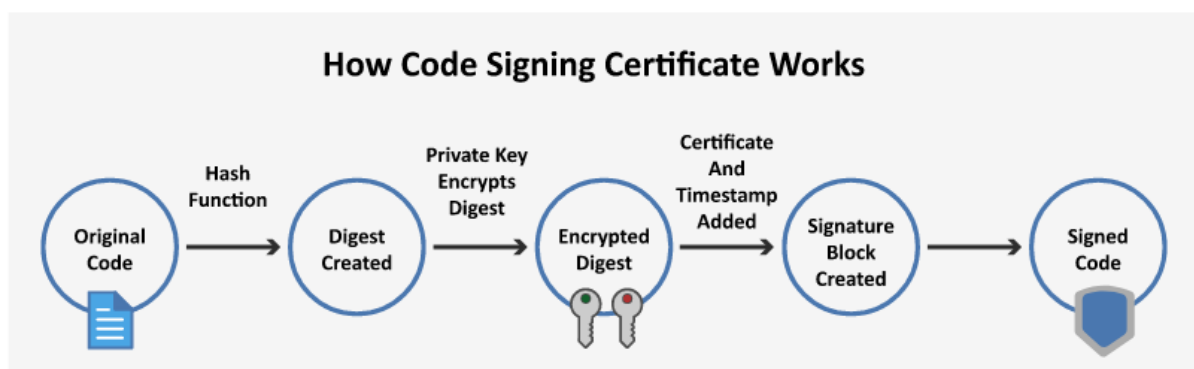 How Code Signing Certificate Works
Original
Code
Hash
Function
Digest
Created
Private Key
Encrypts
Digest
Encrypted
Digest
Certificate
And
Timestamp
Added
Signature
Block
Created
Signed
Code